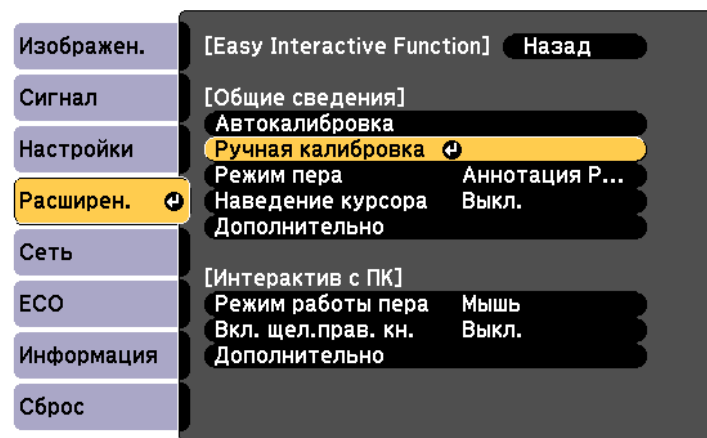 Изображен.
Сигнал
Настройки
Расширен.
Сеть
ECO
Информация
Сброс
[Easy Interactive Function] Назад
[Общие сведения]
Автокалибровка
Ручная калибровка
Режим пера Аннотация Р...
Наведение курсора Выкл.
Дополнительно
[Интерактив с ПК]
Режим работы пера Мышь
Вкл. щел.прав. кн. Выкл.
Дополнительно